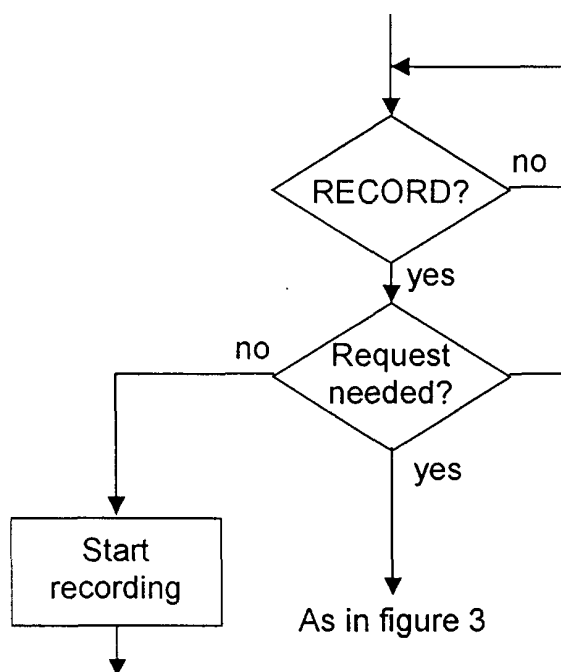 no
RECORD?
yes
no
Request
needed?
yes
Start
recording
As in figure 3